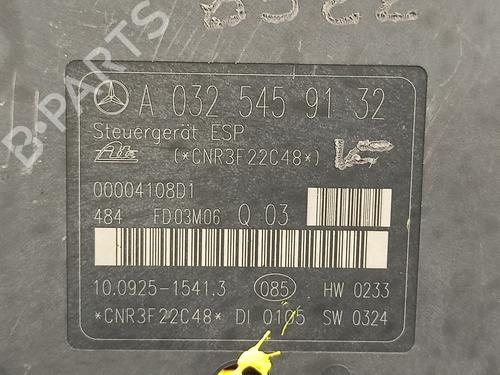 B522
A 032 545 91 32
Steuergerät ESP
Ate (*CNR3F22C48*)
00004108D1
484 FD03M06 Q 03
10.0925-1541.3 085 HW 0233
*CNR3F22C48* DI 0105 SW 0324
B-PARTS